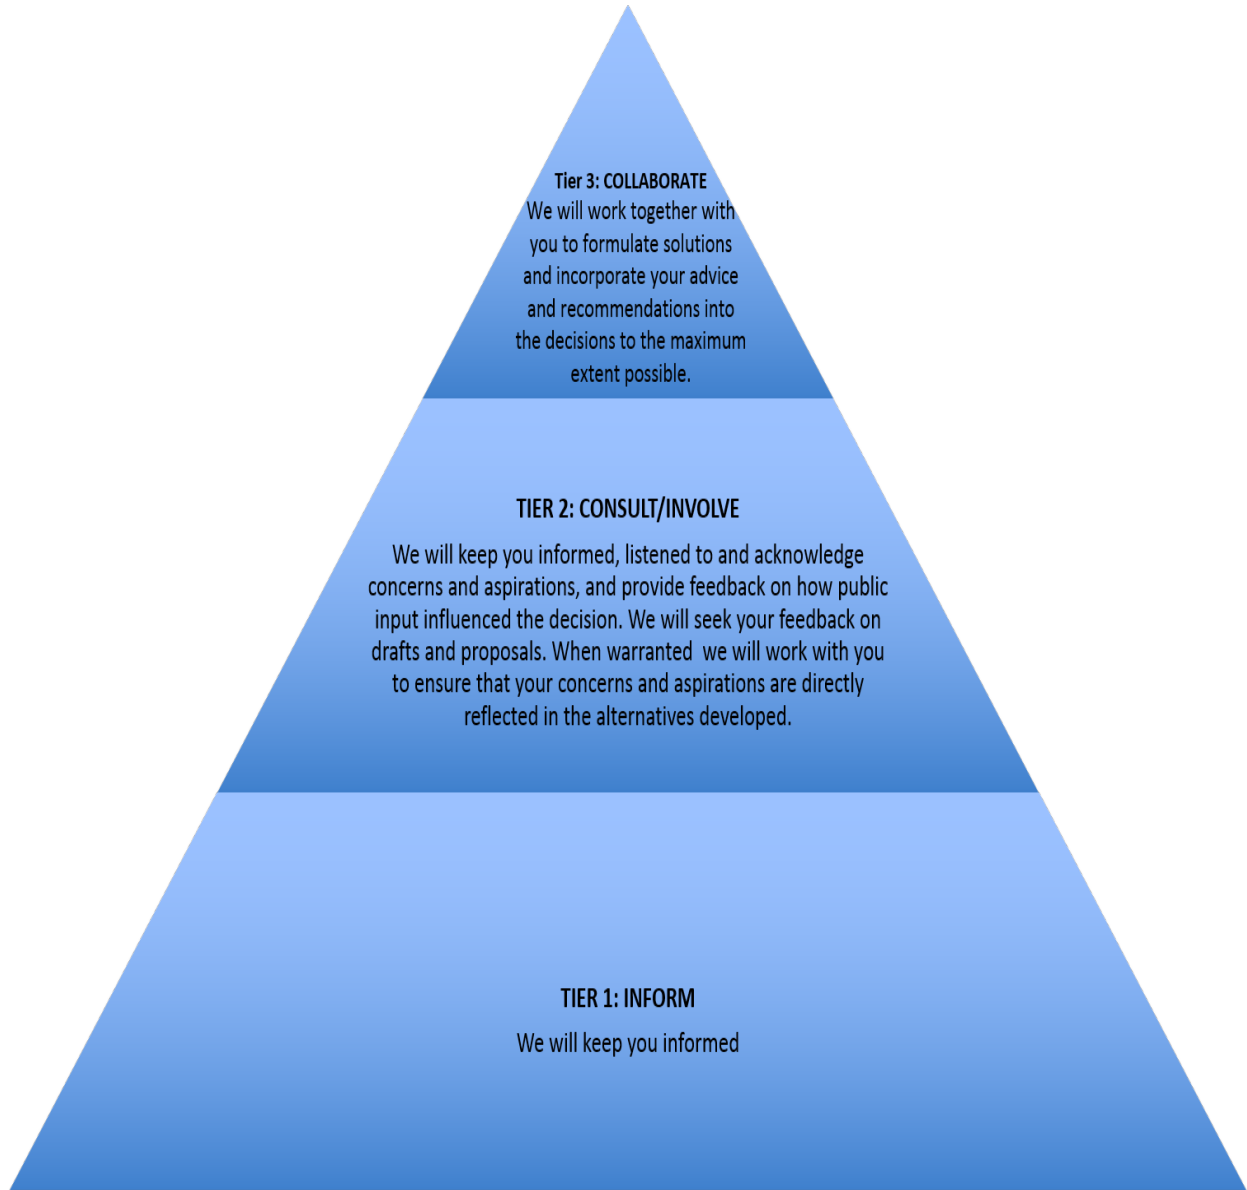 Tier 3: COLLABORATE
We will work together with
you to formulate solutions
and incorporate your advice
and recommendations into
the decisions to the maximum
extent possible.
TIER 2: CONSULT/INVOLVE
We will keep you informed, listened to and acknowledge
concerns and aspirations, and provide feedback on how public
input influenced the decision. We will seek your feedback on
drafts and proposals. When warranted  we will work with you
to ensure that your concerns and aspirations are directly
reflected in the alternatives developed.
TIER 1: INFORM
We will keep you informed